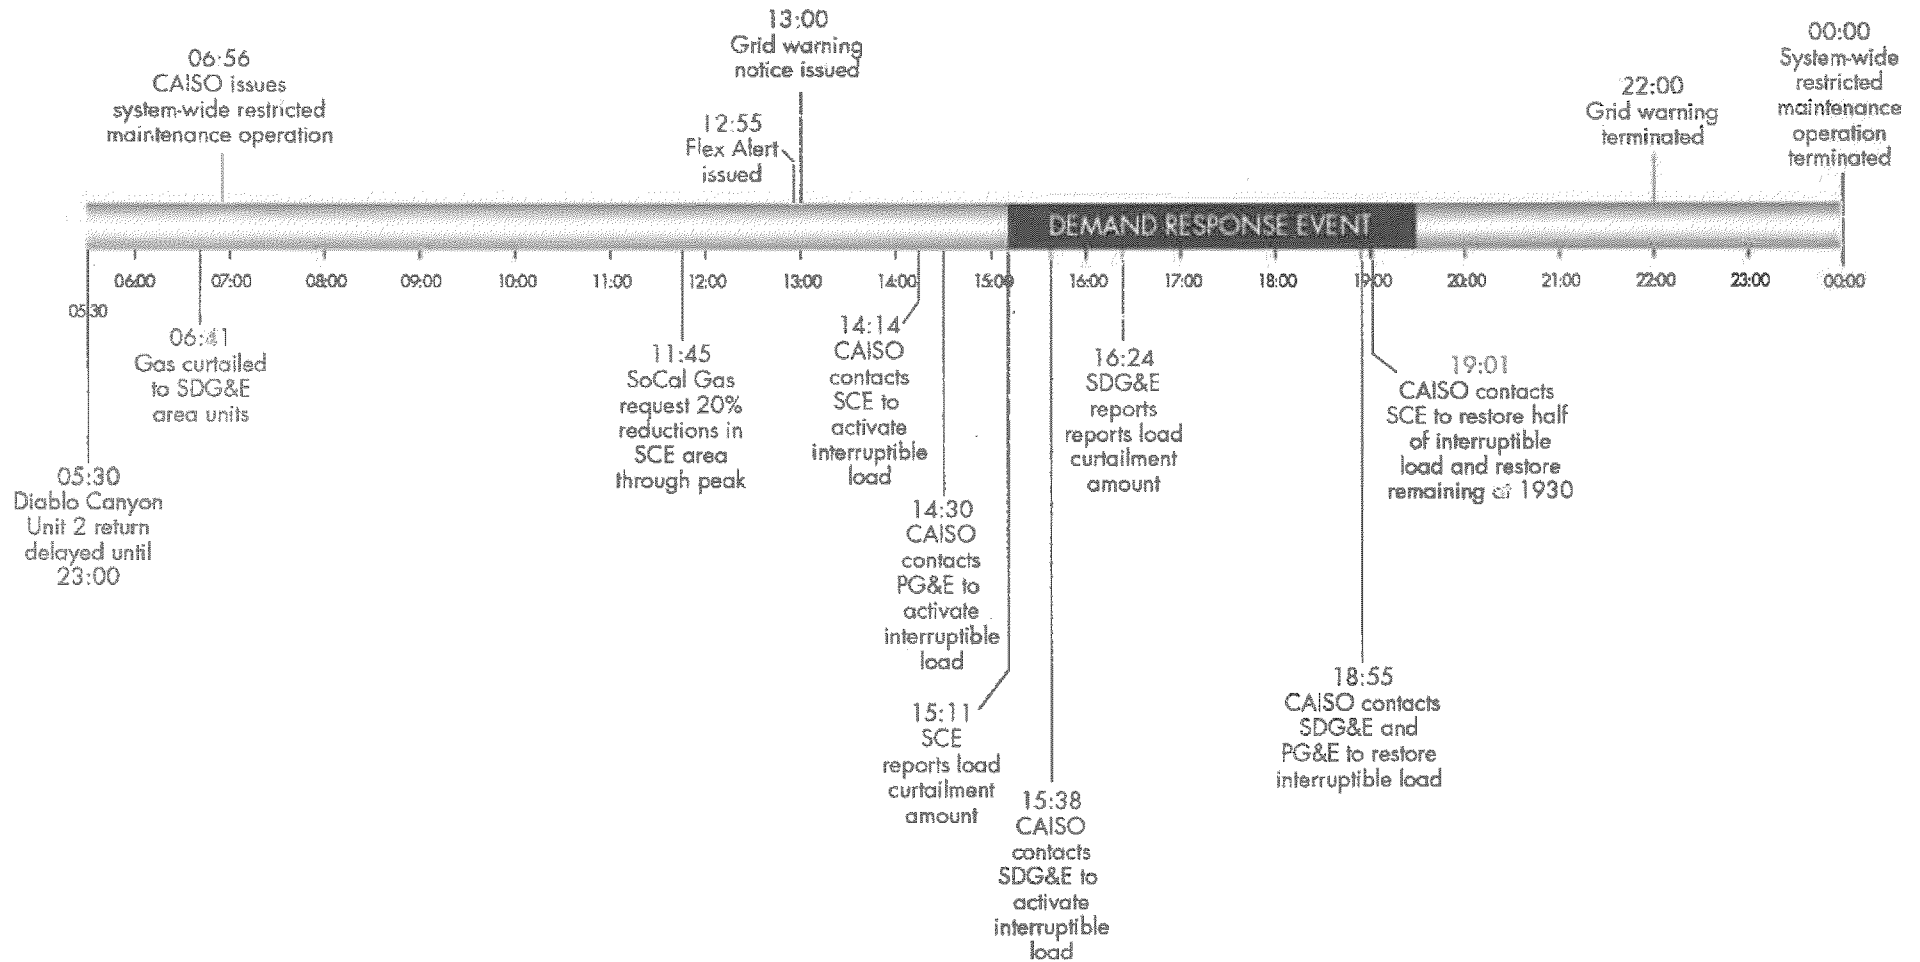 13:00
Grid warning
notice issued
00:00
System-wide
restricted
maintenance
operation
terminated
06:56
CAISO issues
system-wide restricted
maintenance operation
22:00
Grid warning
terminated
12:55
Flex Alert
issued
DEMAND RESPONSE EVENT
05:30
06:00
07:00
08:00
09:00
10:00
11:00
12:00
13:00
14:00
15:00
16:00
17:00
18:00
19:00
20:00
21:00
22:00
23:00
00:00
05:30
Diablo Canyon
Unit 2 return
delayed until
23:00
06:41
Gas curtailed
to SDG&E
area units
11:45
SoCal Gas
request 20%
reductions in
SCE area
through peak
14:14
CAISO
contacts
SCE to
activate
interruptible
load
14:30
CAISO
contacts
PG&E to
activate
interruptible
load
15:11
SCE
reports load
curtailment
amount
15:38
CAISO
contacts
SDG&E to
activate
interruptible
load
16:24
SDG&E
reports
reports load
curtailment
amount
18:55
CAISO contacts
SDG&E and
PG&E to restore
interruptible load
19:01
CAISO contacts
SCE to restore half
of interruptible
load and restore
remaining at 1930